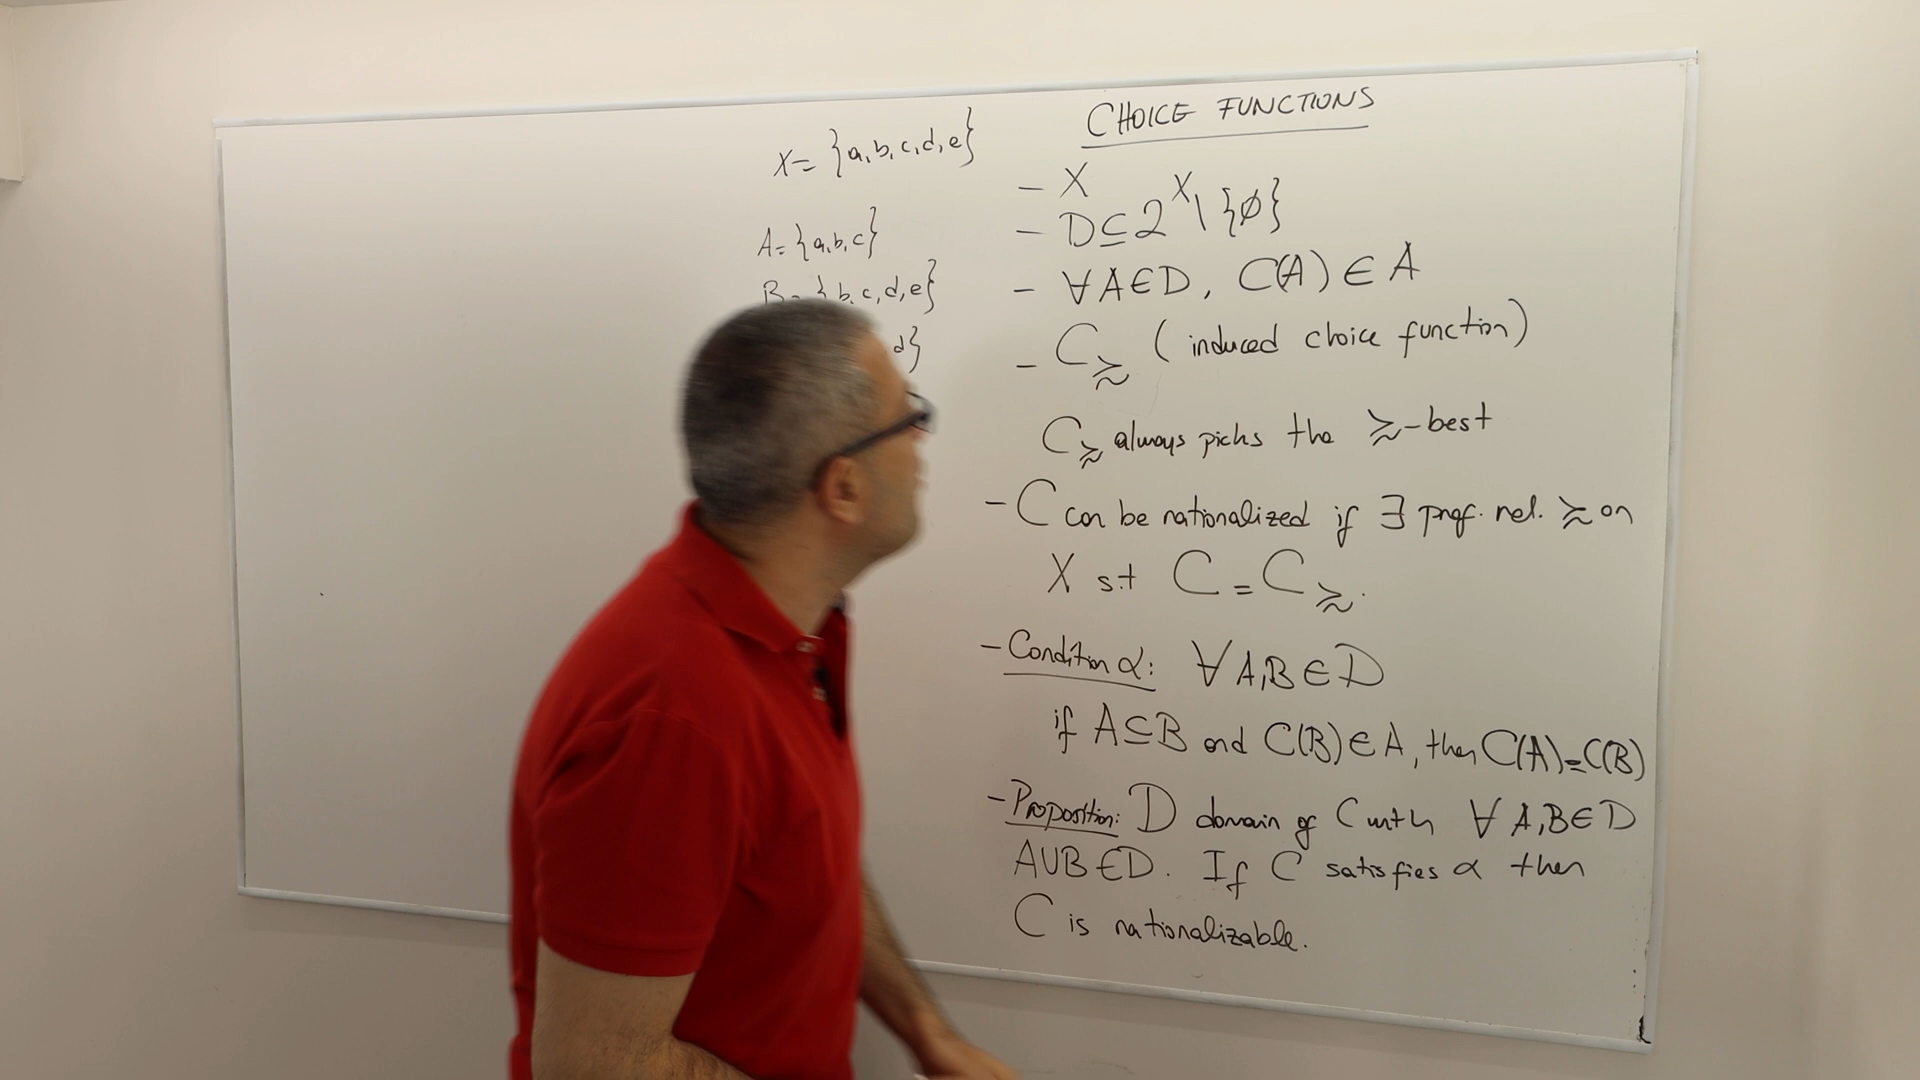 CHOICE FUNCTIONS
X = {a, b, c, d, e}
A = {a, b, c}
B = {b, c, d, e}
d}
- X
- D ⊆ 2^X \ {∅}
- ∀ A ∈ D, C(A) ∈ A
- C≿ (induced choice function)
C≿ always picks the ≿-best
- C can be rationalized if ∃ pref. rel. ≿ on
X s.t C = C≿.
- Condition α: ∀ A,B ∈ D
if A ⊆ B and C(B) ∈ A, then C(A) = C(B)
- Proposition: D domain of C with ∀ A,B ∈ D
A∪B ∈ D. If C satisfies α then
C is rationalizable.